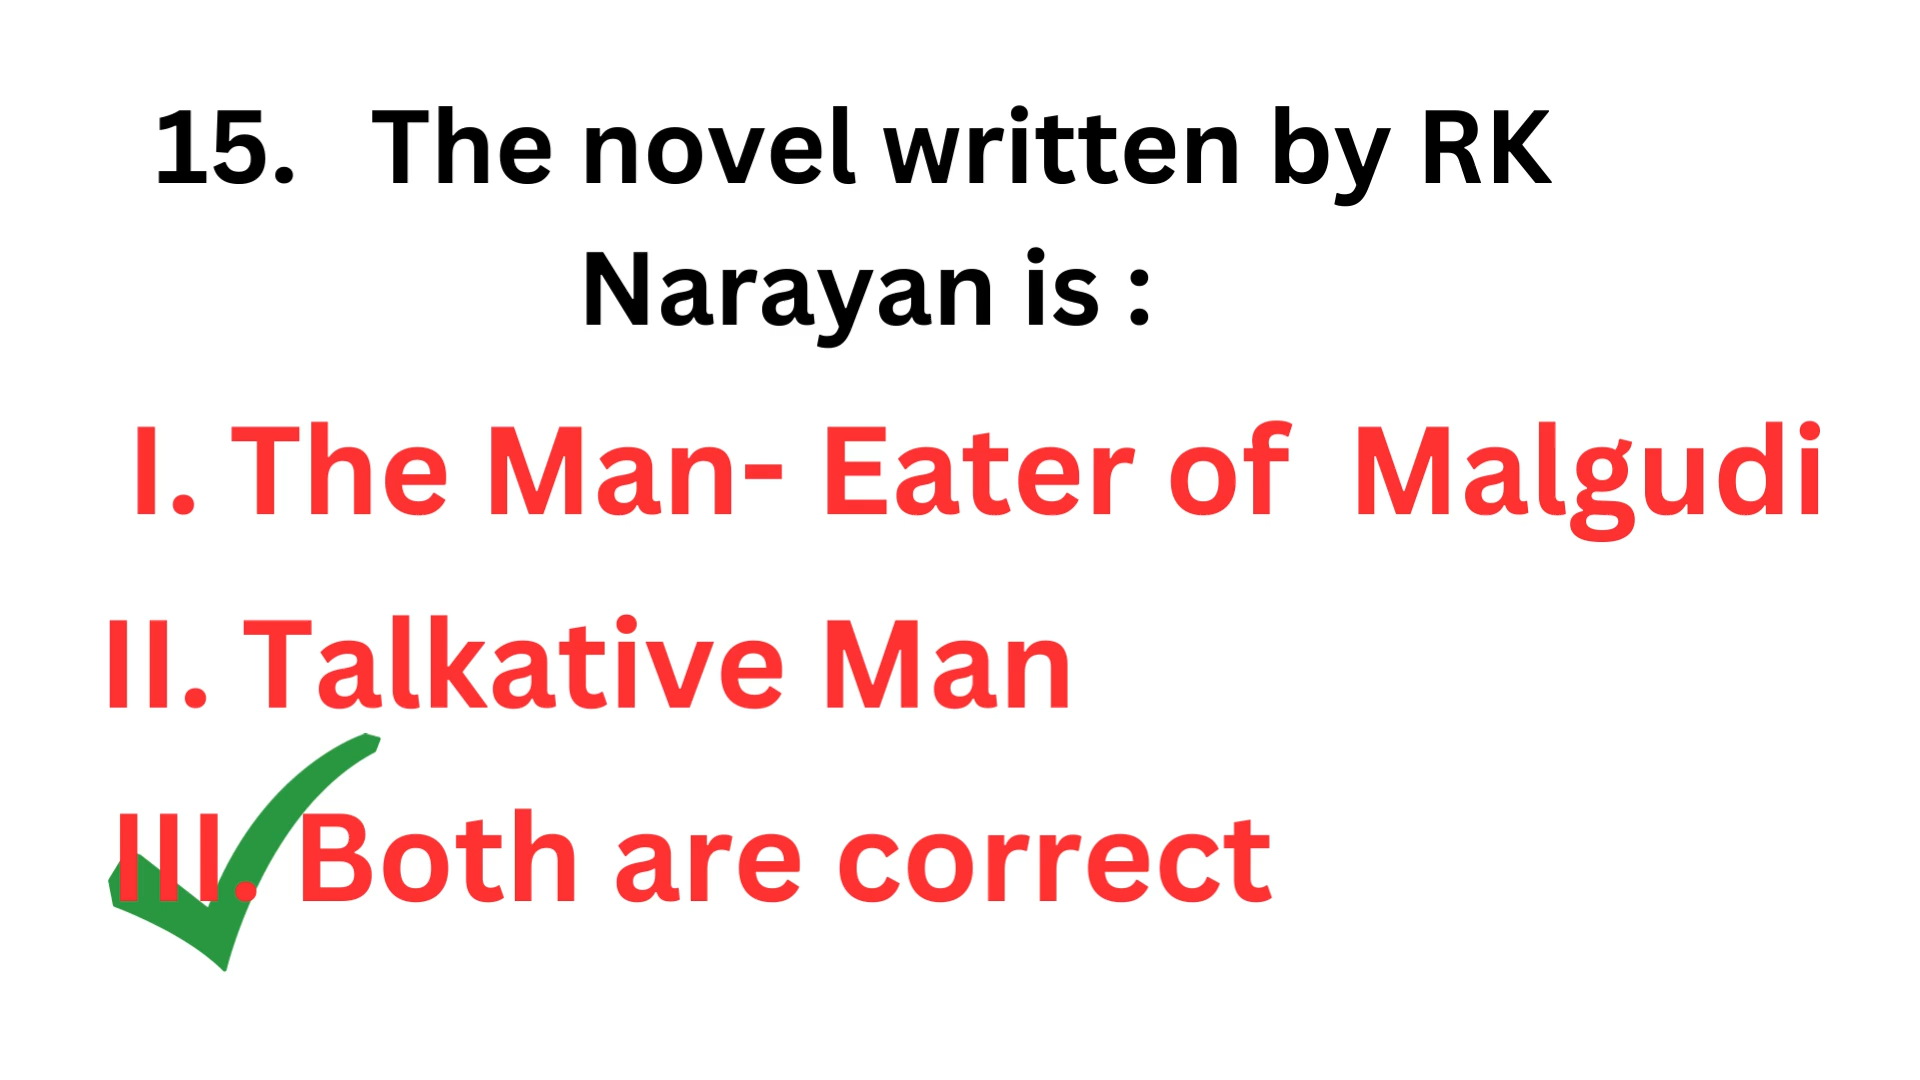 15. The novel written by RK
Narayan is :
I. The Man- Eater of Malgudi
II. Talkative Man
III. Both are correct